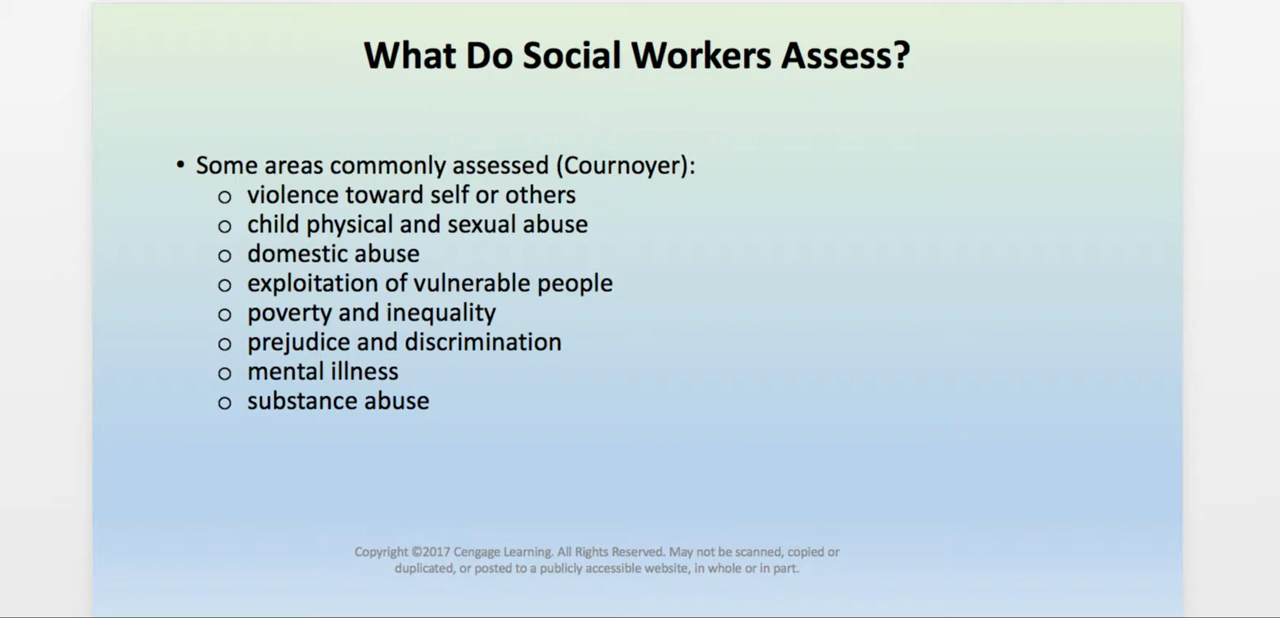 What Do Social Workers Assess?
• Some areas commonly assessed (Cournoyer):
o violence toward self or others
o child physical and sexual abuse
o domestic abuse
o exploitation of vulnerable people
o poverty and inequality
o prejudice and discrimination
o mental illness
o substance abuse
Copyright ©2017 Cengage Learning. All Rights Reserved. May not be scanned, copied or
duplicated, or posted to a publicly accessible website, in whole or in part.